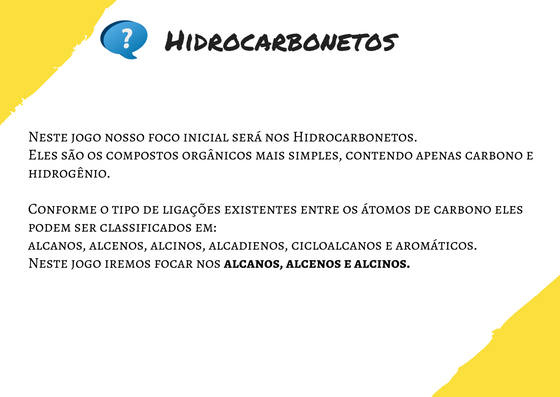 ?
Hidrocarbonetos
Neste jogo nosso foco inicial será nos Hidrocarbonetos.
Eles são os compostos orgânicos mais simples, contendo apenas carbono e
hidrogênio.
Conforme o tipo de ligações existentes entre os átomos de carbono eles
podem ser classificados em:
alcanos, alcenos, alcinos, alcadienos, cicloalcanos e aromáticos.
Neste jogo iremos focar nos alcanos, alcenos e alcinos.